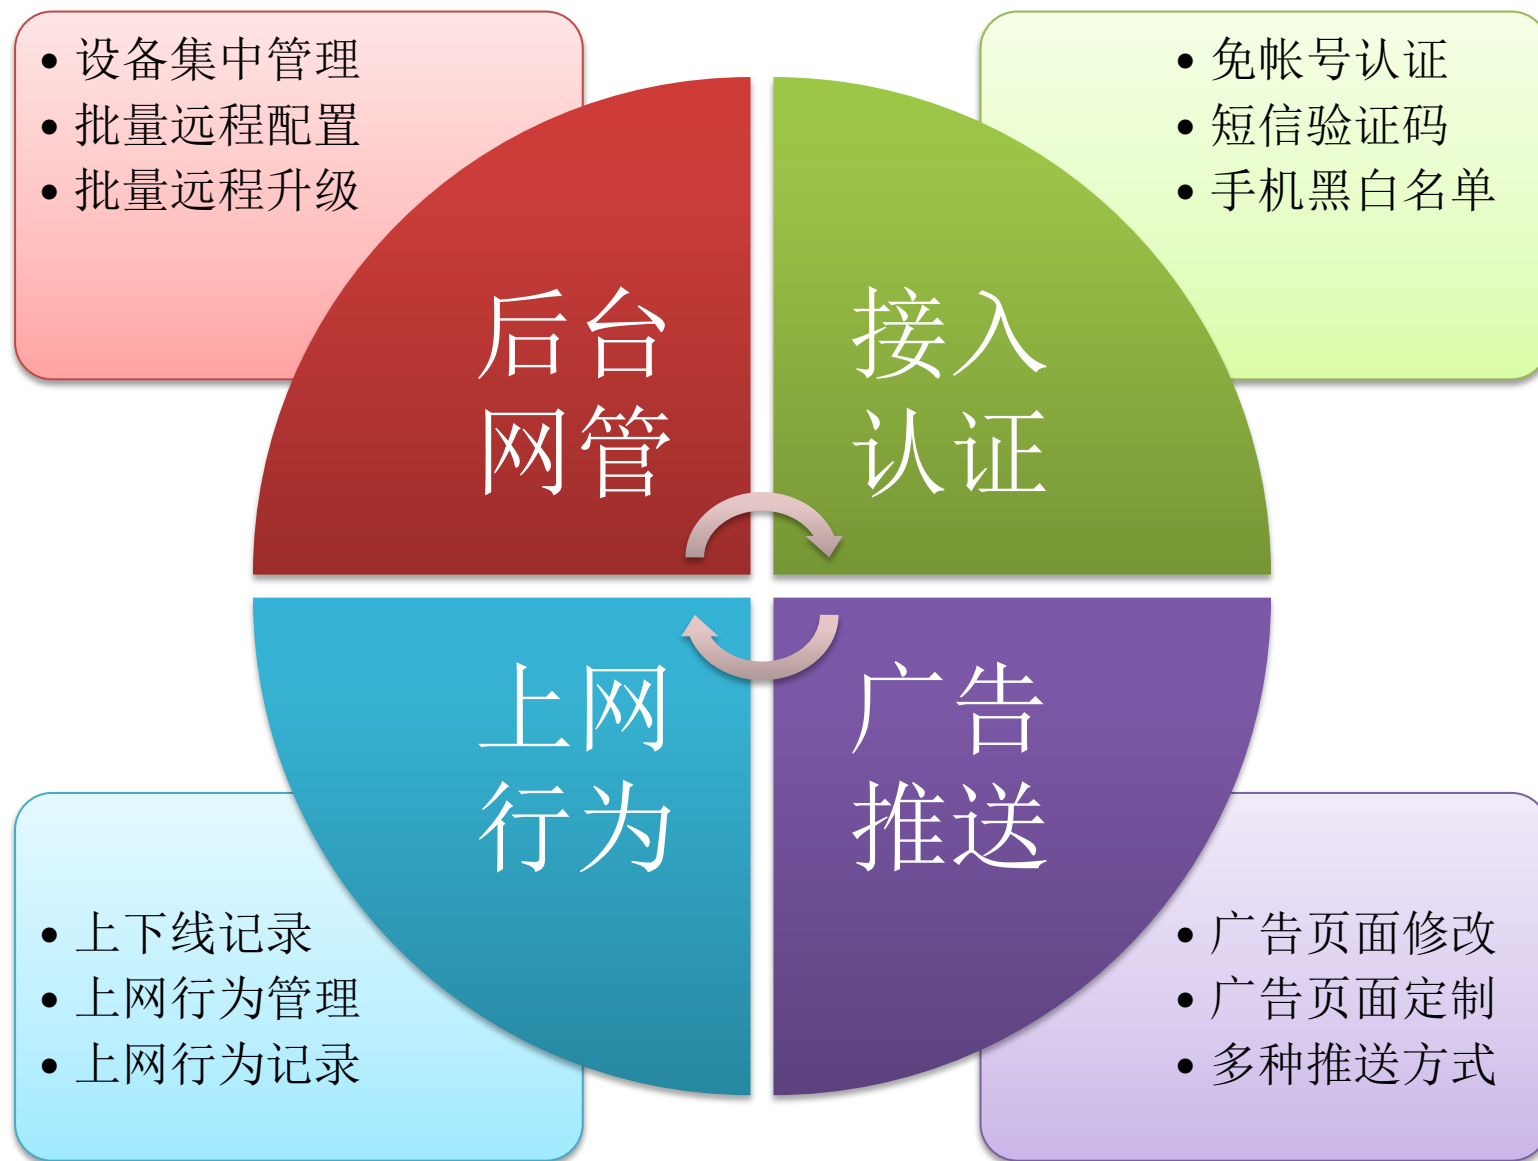 • 设备集中管理
• 批量远程配置
• 批量远程升级
• 免帐号认证
• 短信验证码
• 手机黑白名单
后台
网管
接入
认证
上网
行为
广告
推送
• 上下线记录
• 上网行为管理
• 上网行为记录
• 广告页面修改
• 广告页面定制
• 多种推送方式